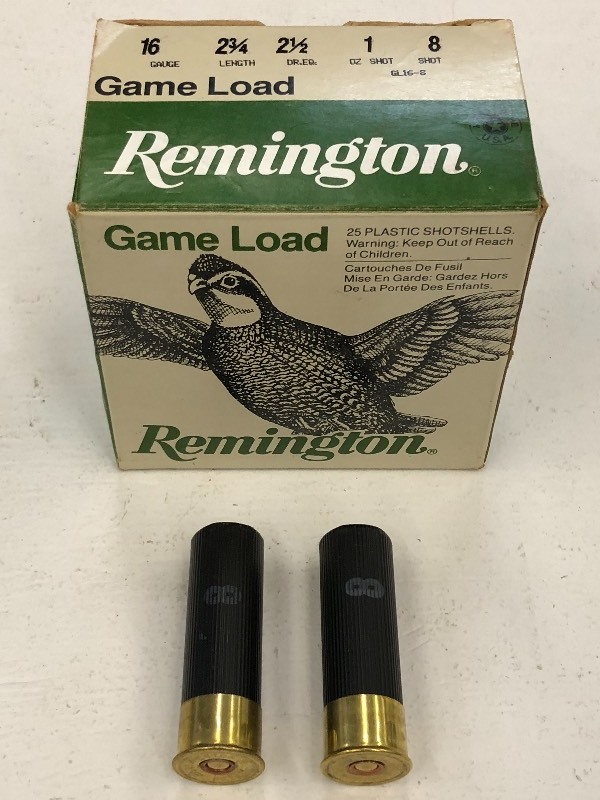 16 2¾ 2½ 1 8
GAUGE LENGTH DR.EQ. OZ SHOT SHOT
GL16-8
Game Load
U.S.A.
Remington®
Game Load
25 PLASTIC SHOTSHELLS.
Warning: Keep Out of Reach
of Children.
Cartouches De Fusil
Mise En Garde: Gardez Hors
De La Portée Des Enfants.
Remington®
8 8